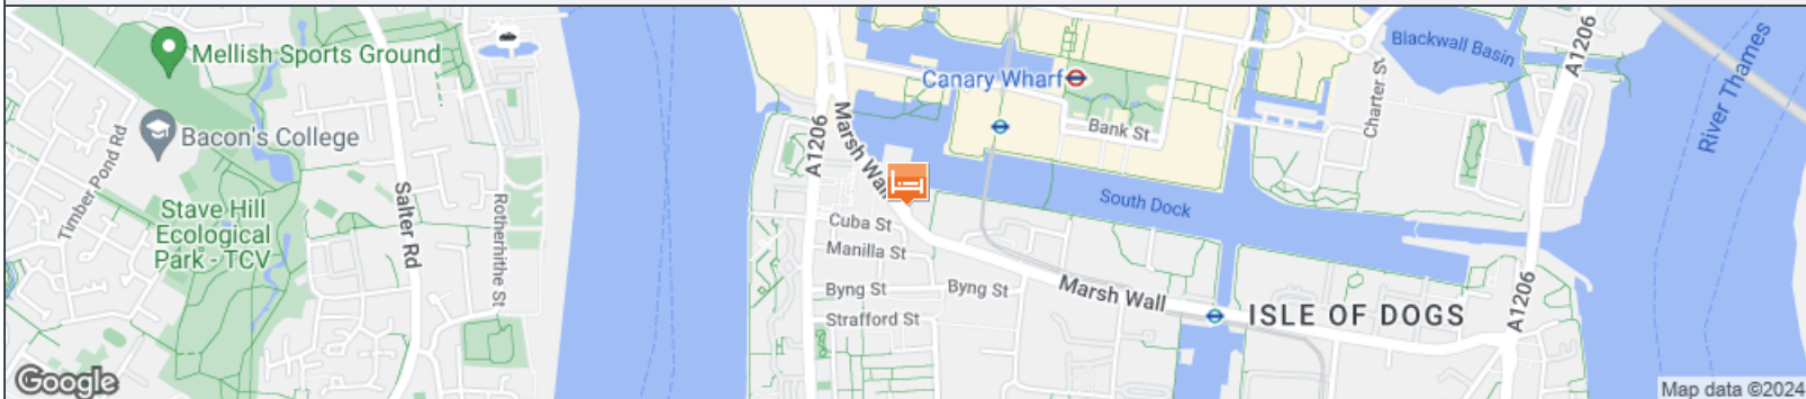 Mellish Sports Ground
Bacon's College
Timber Pond Rd
Stave Hill
Ecological
Park - TCV
Salter Rd
Rotherhithe St
A1206
Marsh Wall
Canary Wharf
Bank St
Cuba St
Manilla St
Byng St
Byng St
Strafford St
South Dock
Marsh Wall
ISLE OF DOGS
Blackwall Basin
Charter St
A1206
A1206
River Thames
Google
Map data ©2024